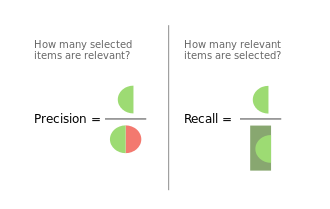 How many selected
items are relevant?
Precision =
How many relevant
items are selected?
Recall =